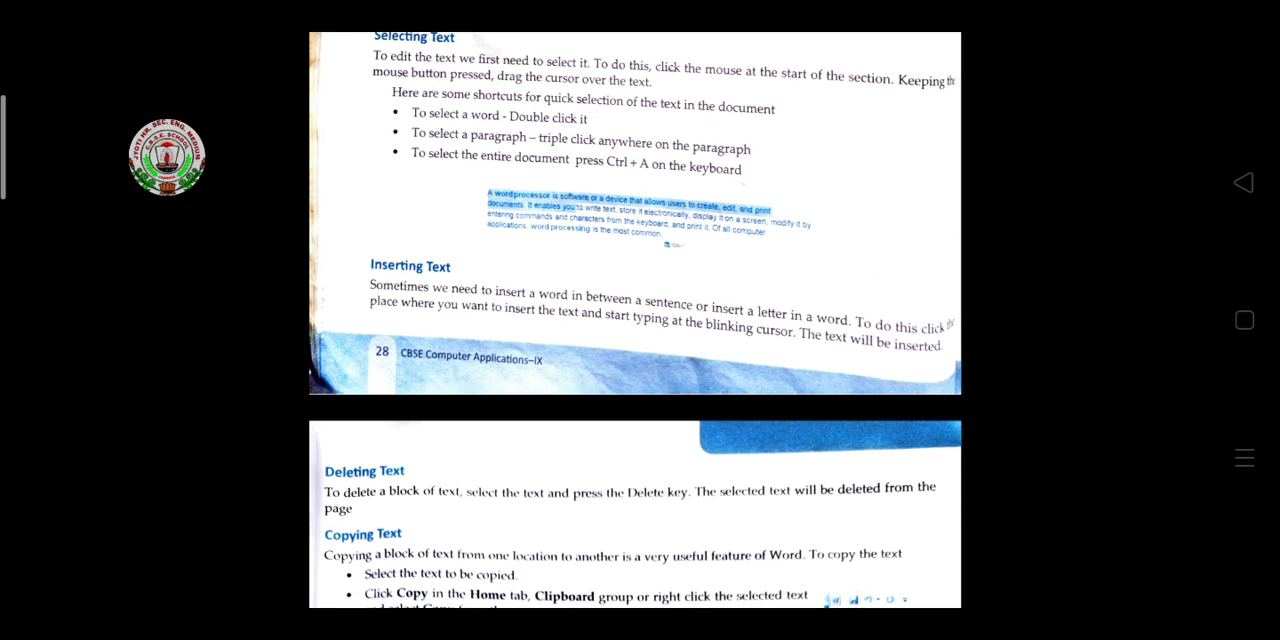 Selecting Text
To edit the text we first need to select it. To do this, click the mouse at the start of the section. Keeping the
mouse button pressed, drag the cursor over the text.
Here are some shortcuts for quick selection of the text in the document
• To select a word - Double click it
• To select a paragraph – triple click anywhere on the paragraph
• To select the entire document press Ctrl + A on the keyboard
JYOTI HR. SEC. ENG. MEDIUM
C.B.S.E. SCHOOL
A wordprocessor is software or a device that allows users to create, edit, and print
documents. It enables you to write text, store it electronically, display it on a screen, modify it by
entering commands and characters from the keyboard, and print it. Of all computer
applications, word processing is the most common.
Inserting Text
Sometimes we need to insert a word in between a sentence or insert a letter in a word. To do this click the
place where you want to insert the text and start typing at the blinking cursor. The text will be inserted.
28 CBSE Computer Applications–IX
Deleting Text
To delete a block of text, select the text and press the Delete key. The selected text will be deleted from the
page
Copying Text
Copying a block of text from one location to another is a very useful feature of Word. To copy the text
• Select the text to be copied.
• Click Copy in the Home tab, Clipboard group or right click the selected text